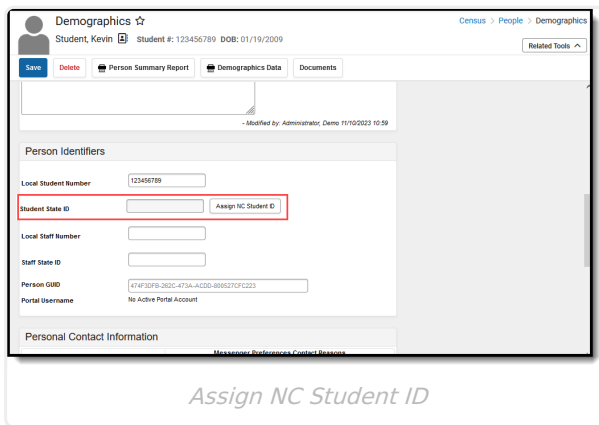 Demographics
Census > People > Demographics
Student, Kevin Student #: 123456789 DOB: 01/19/2009
Related Tools
Save Delete Person Summary Report Demographics Data Documents
- Modified by: Administrator, Demo 11/10/2023 10:59
Person Identifiers
Local Student Number 123456789
Student State ID Assign NC Student ID
Local Staff Number
Staff State ID
Person GUID 474F3DFB-262C-473A-ACDD-800527CFC223
Portal Username No Active Portal Account
Personal Contact Information
Messenger Preferences Contact Reasons
Assign NC Student ID